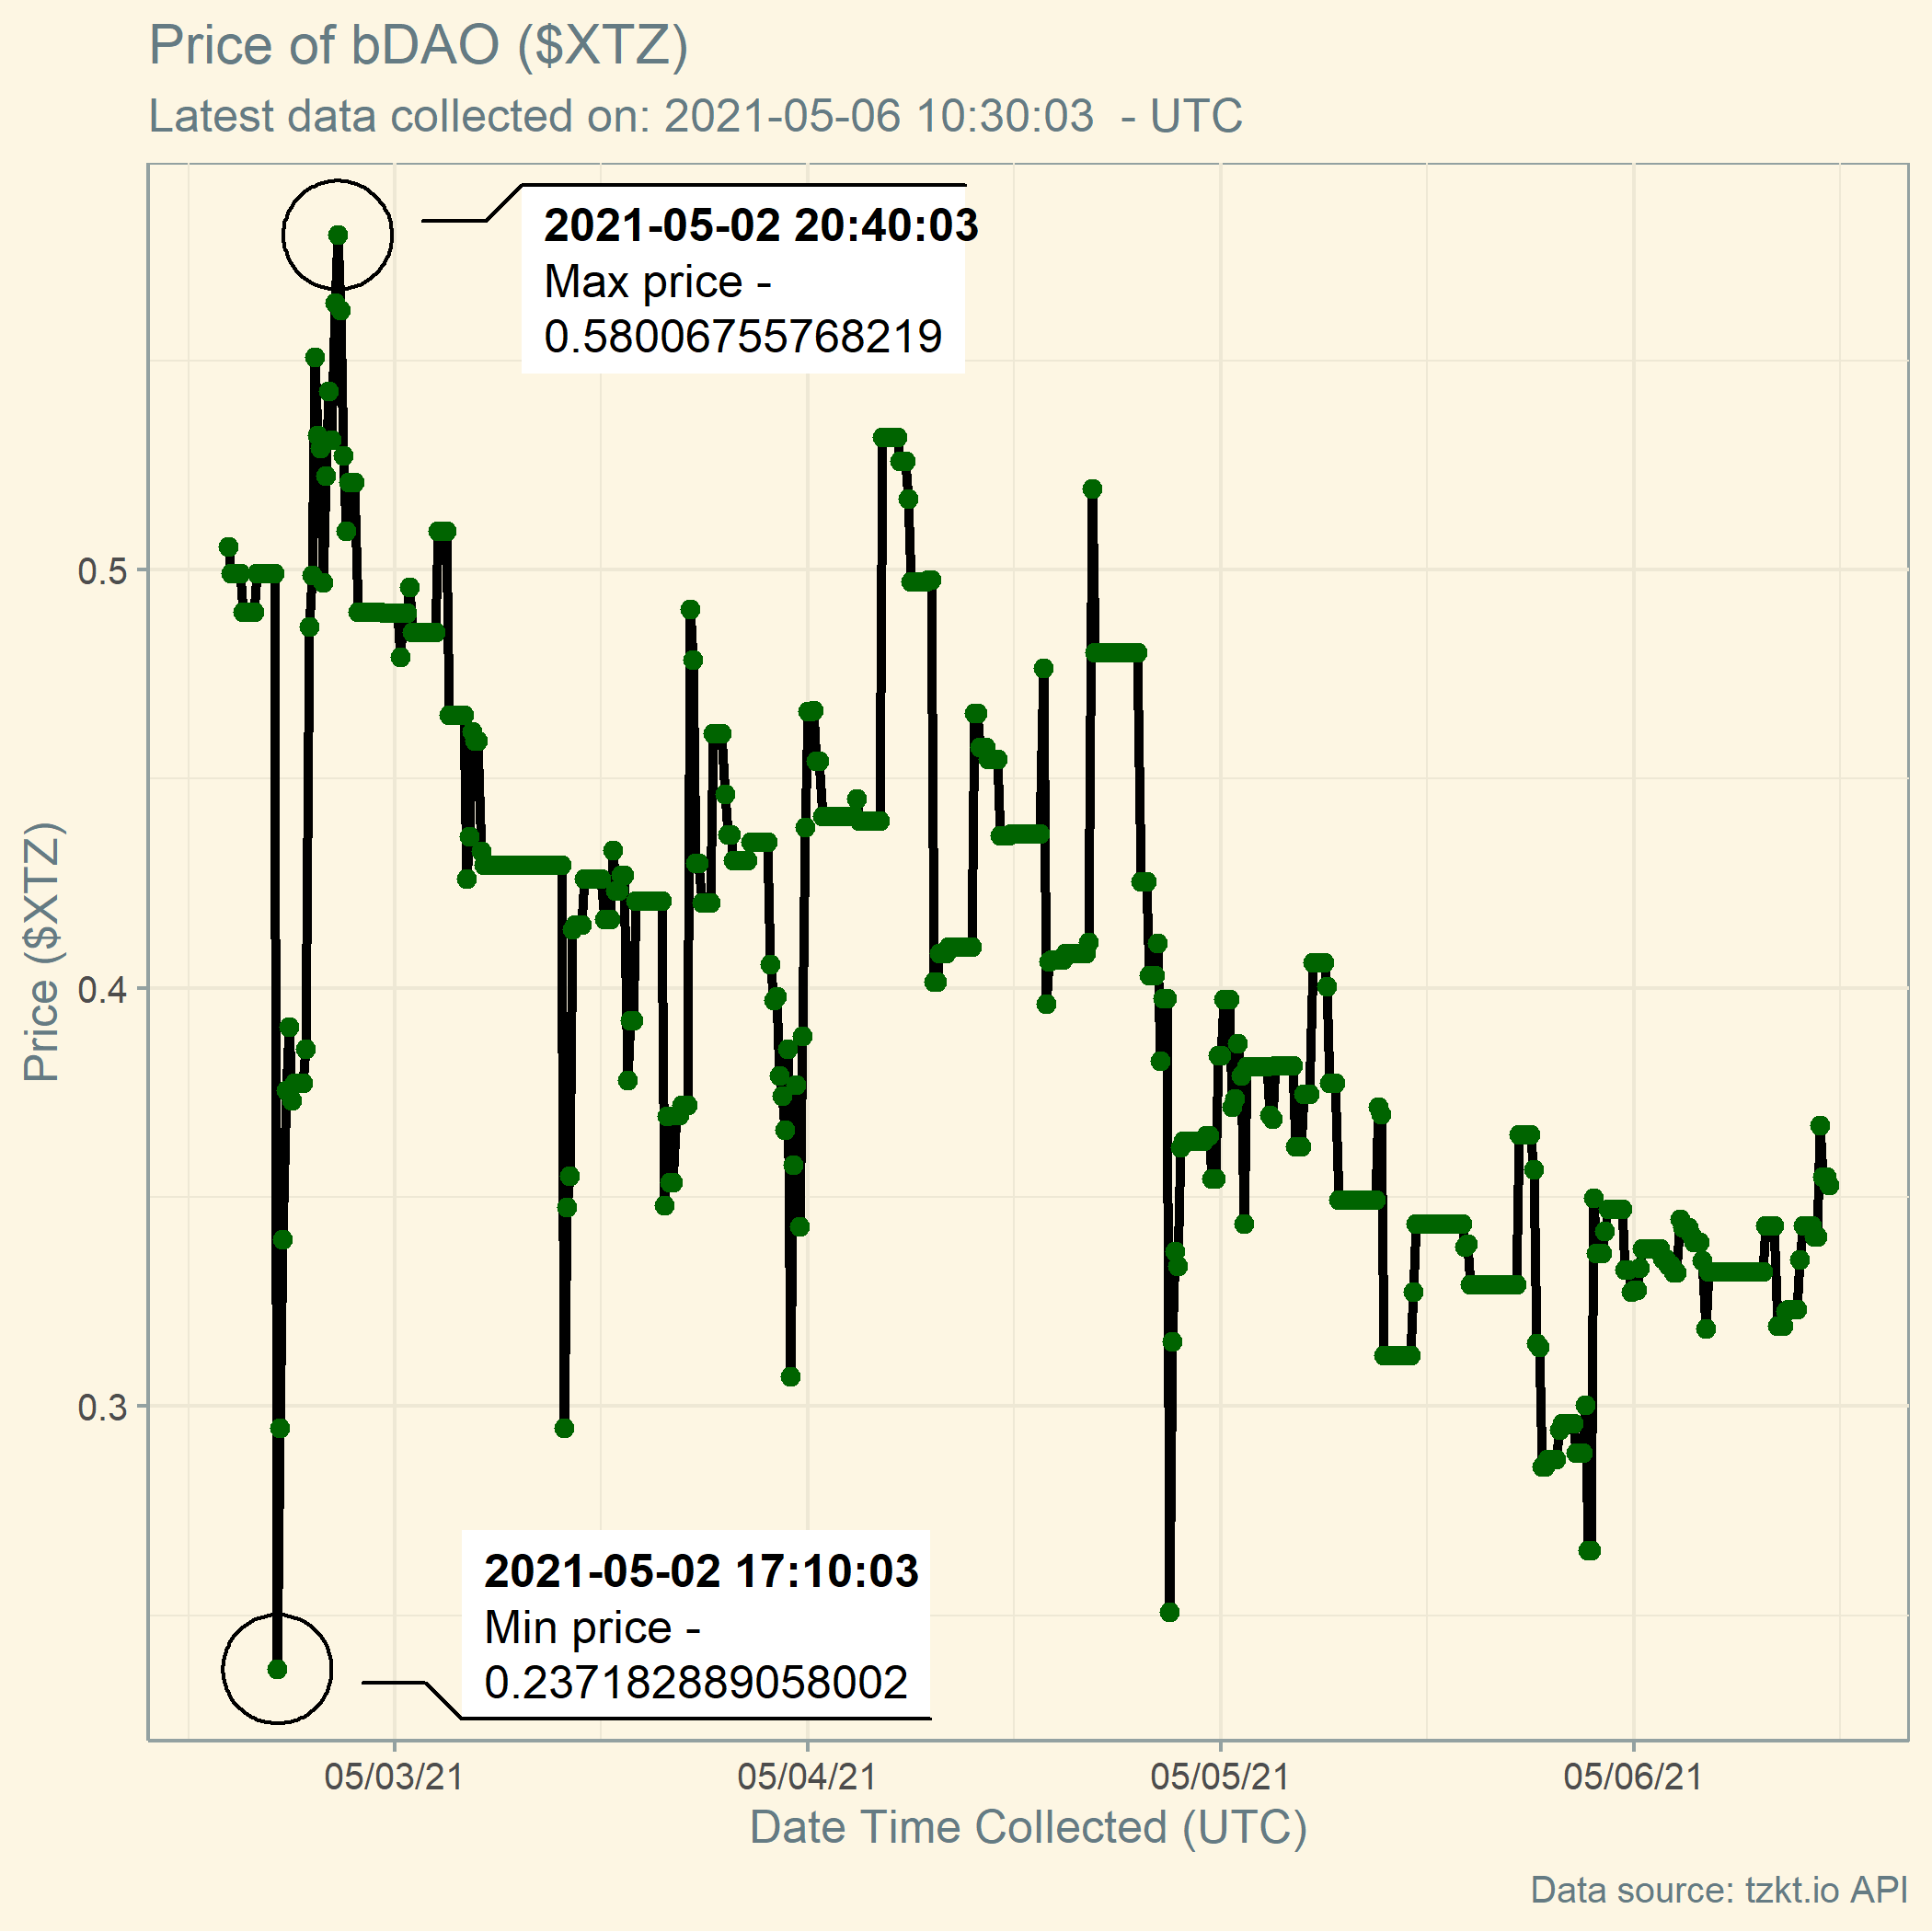 Price of bDAO ($XTZ)
Latest data collected on: 2021-05-06 10:30:03  - UTC
2021-05-02 20:40:03
Max price -
0.58006755768219
0.5
0.4
0.3
Price ($XTZ)
2021-05-02 17:10:03
Min price -
0.237182889058002
05/03/21
05/04/21
05/05/21
05/06/21
Date Time Collected (UTC)
Data source: tzkt.io API